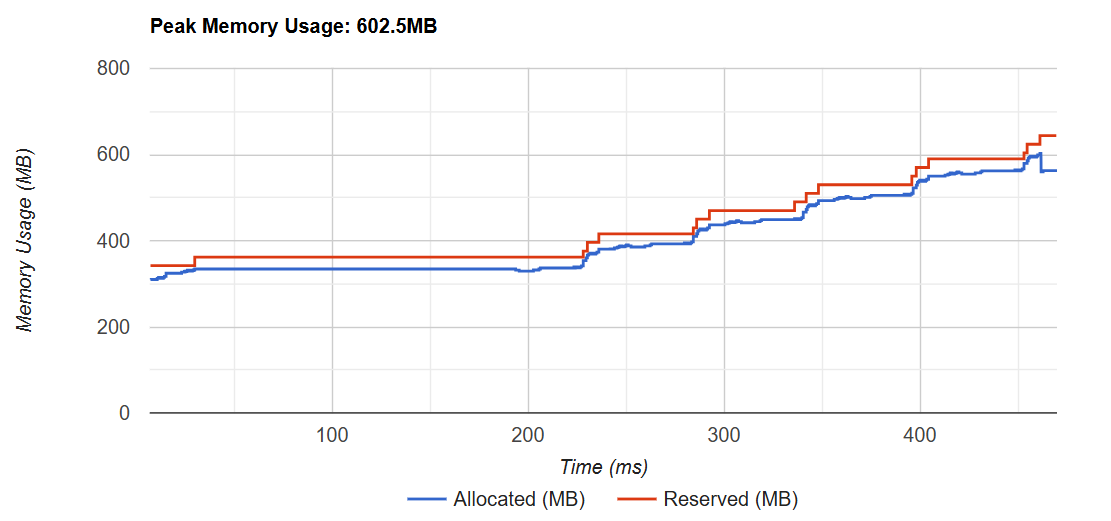 Peak Memory Usage: 602.5MB
800
600
400
200
0
Memory Usage (MB)
100 200 300 400
Time (ms)
Allocated (MB) Reserved (MB)